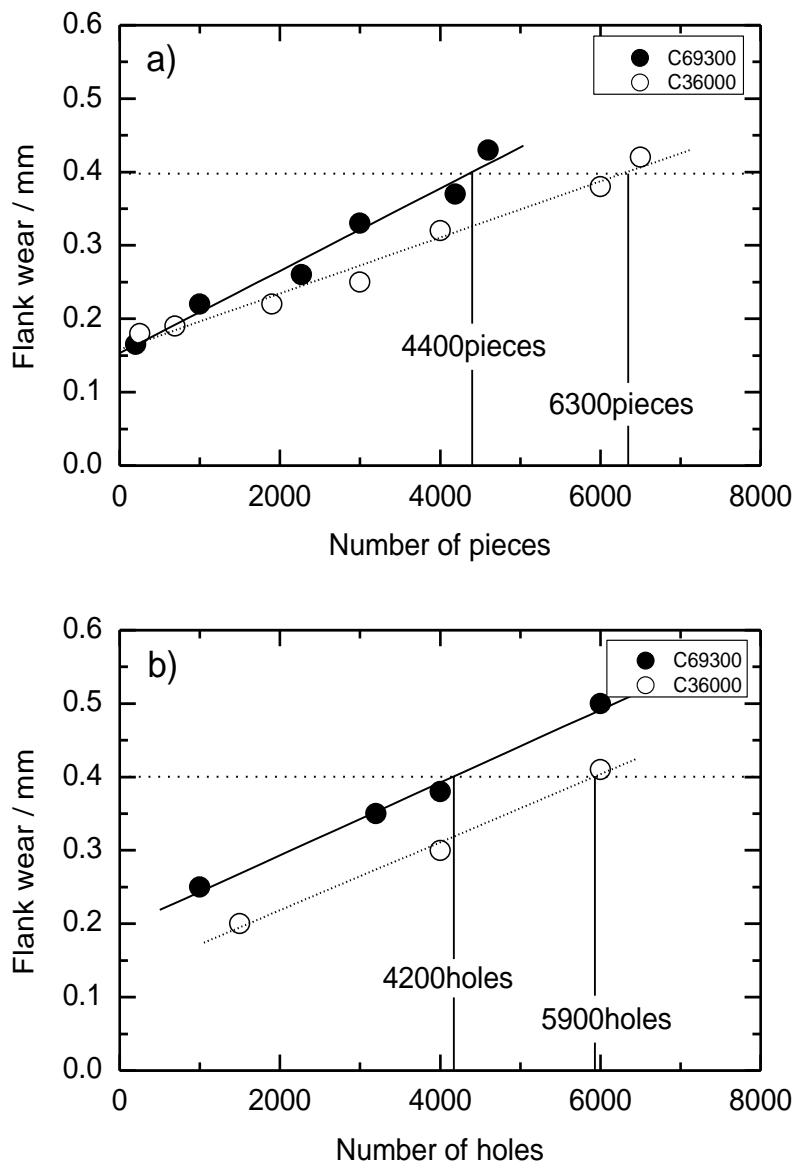 0.6
a)
C69300
C36000
0.5
0.4
0.3
0.2
0.1
0.0
Flank wear / mm
4400pieces
6300pieces
0 2000 4000 6000 8000
Number of pieces
0.6
b)
C69300
C36000
0.5
0.4
0.3
0.2
0.1
0.0
Flank wear / mm
4200holes
5900holes
0 2000 4000 6000 8000
Number of holes